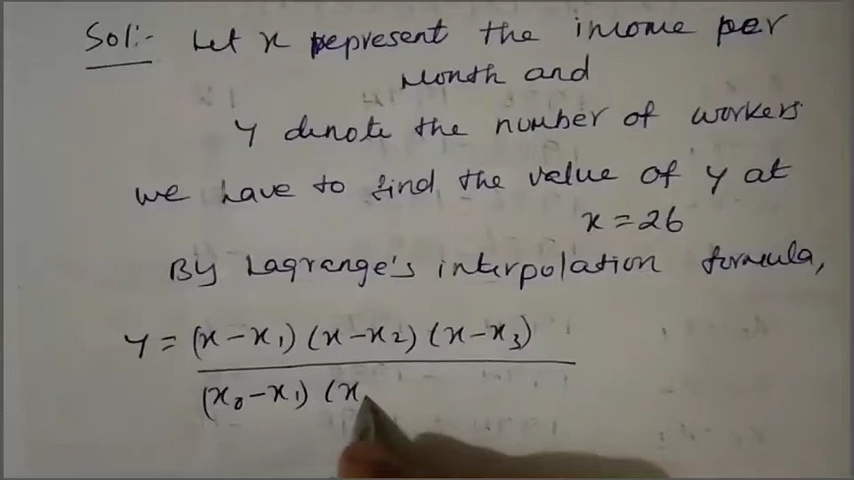 Sol:- Let x represent the income per
month and
Y denote the number of workers
we have to find the value of y at
x = 26
By Lagrange's interpolation formula,
Y = (x-x₁) (x-x₂) (x-x₃)
(x₀-x₁) (x